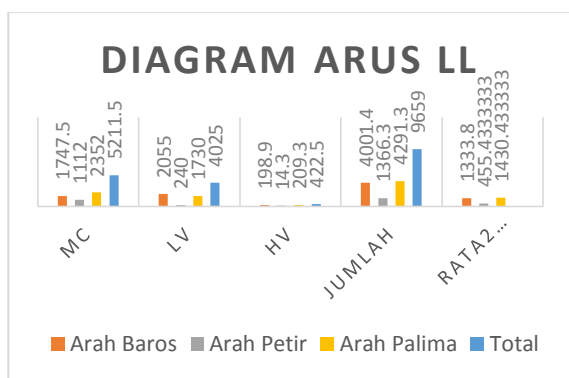 DIAGRAM ARUS LL
1747.5
1112
2352
5211.5
2055
240
1730
4025
198.9
14.3
209.3
422.5
4001.4
1366.3
4291.3
9659
1333.8
455.4333333
1430.433333
MC
LV
HV
JUMLAH
RATA2...
Arah Baros Arah Petir Arah Palima Total